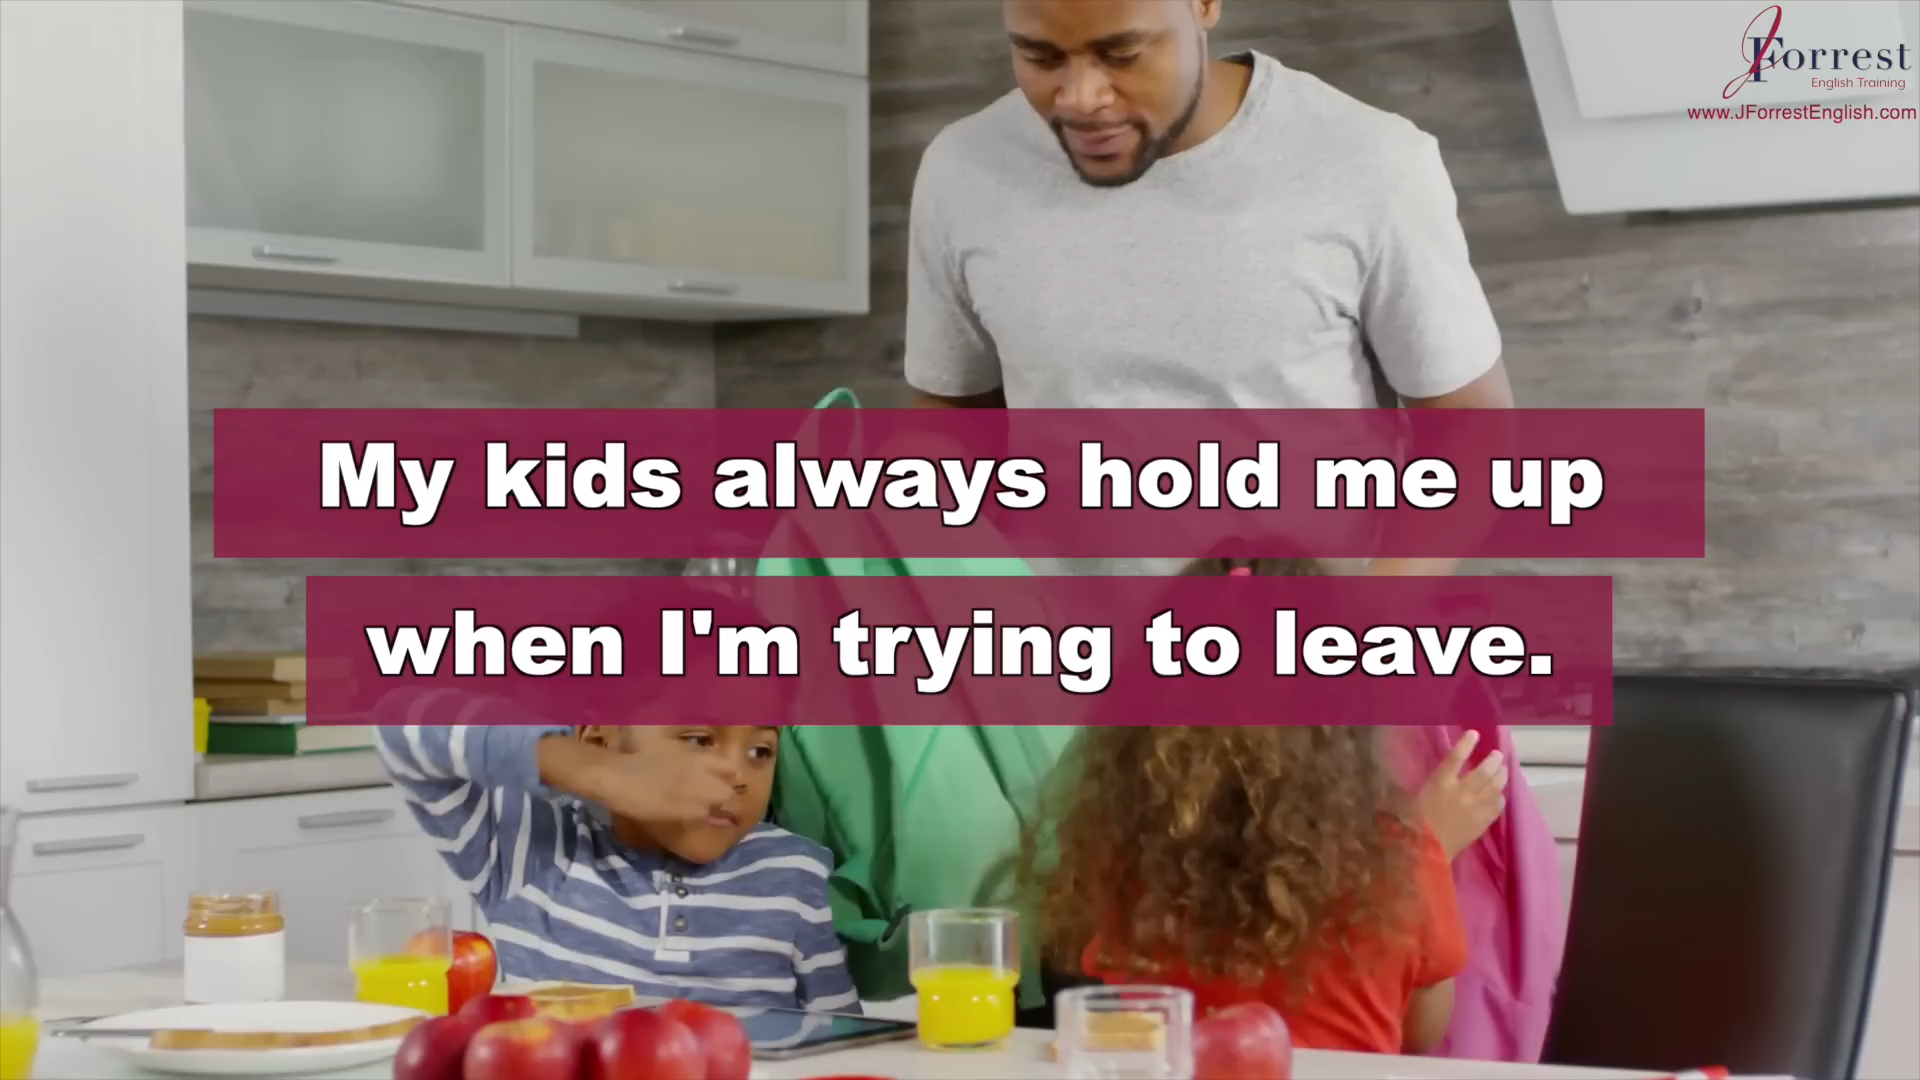 JForrest
English Training
www.JForrestEnglish.com
My kids always hold me up
when I'm trying to leave.